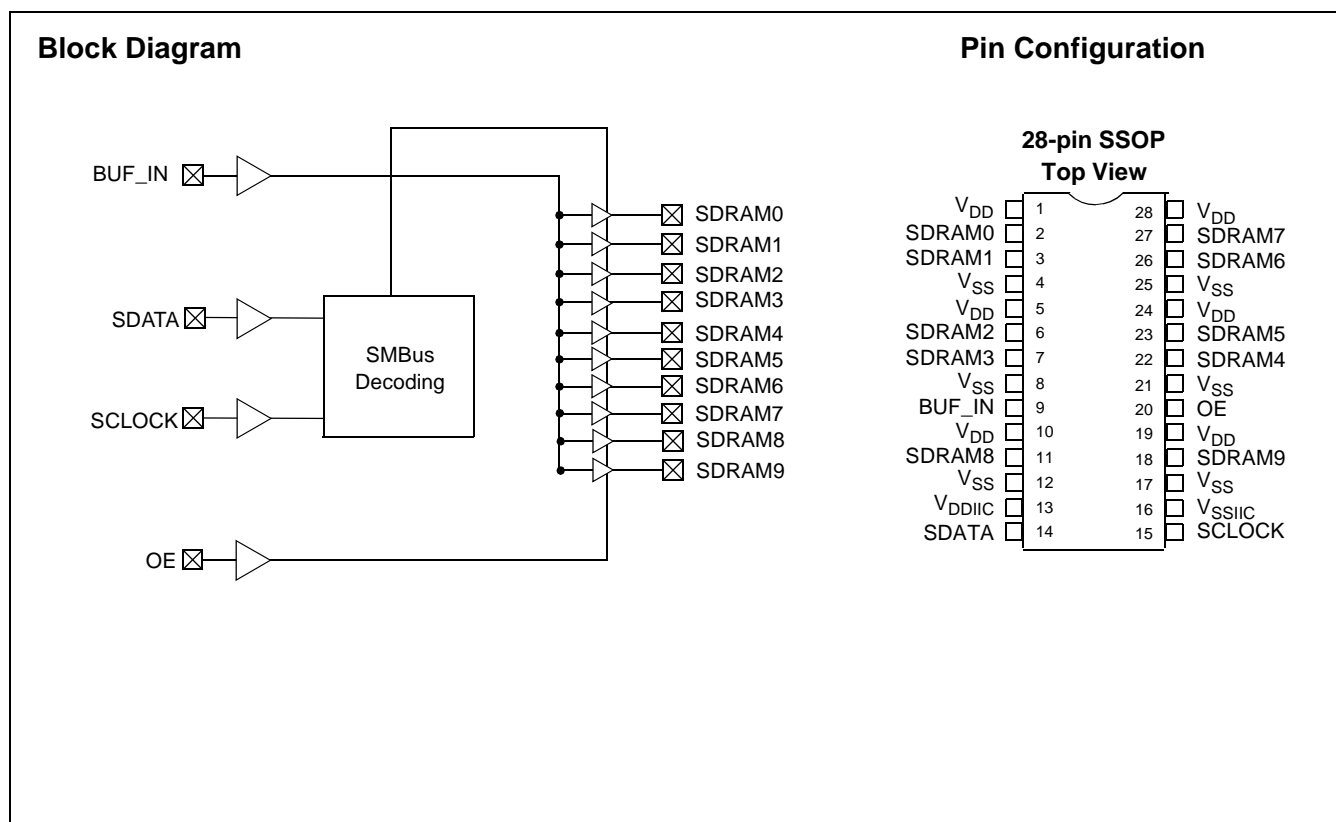 Block Diagram
BUF_IN
SDATA
SCLOCK
OE
SMBus
Decoding
SDRAM0
SDRAM1
SDRAM2
SDRAM3
SDRAM4
SDRAM5
SDRAM6
SDRAM7
SDRAM8
SDRAM9
Pin Configuration
28-pin SSOP
Top View
VDD 1 28 VDD
SDRAM0 2 27 SDRAM7
SDRAM1 3 26 SDRAM6
VSS 4 25 VSS
VDD 5 24 VDD
SDRAM2 6 23 SDRAM5
SDRAM3 7 22 SDRAM4
VSS 8 21 VSS
BUF_IN 9 20 OE
VDD 10 19 VDD
SDRAM8 11 18 SDRAM9
VSS 12 17 VSS
VDDIIC 13 16 VSSIIC
SDATA 14 15 SCLOCK